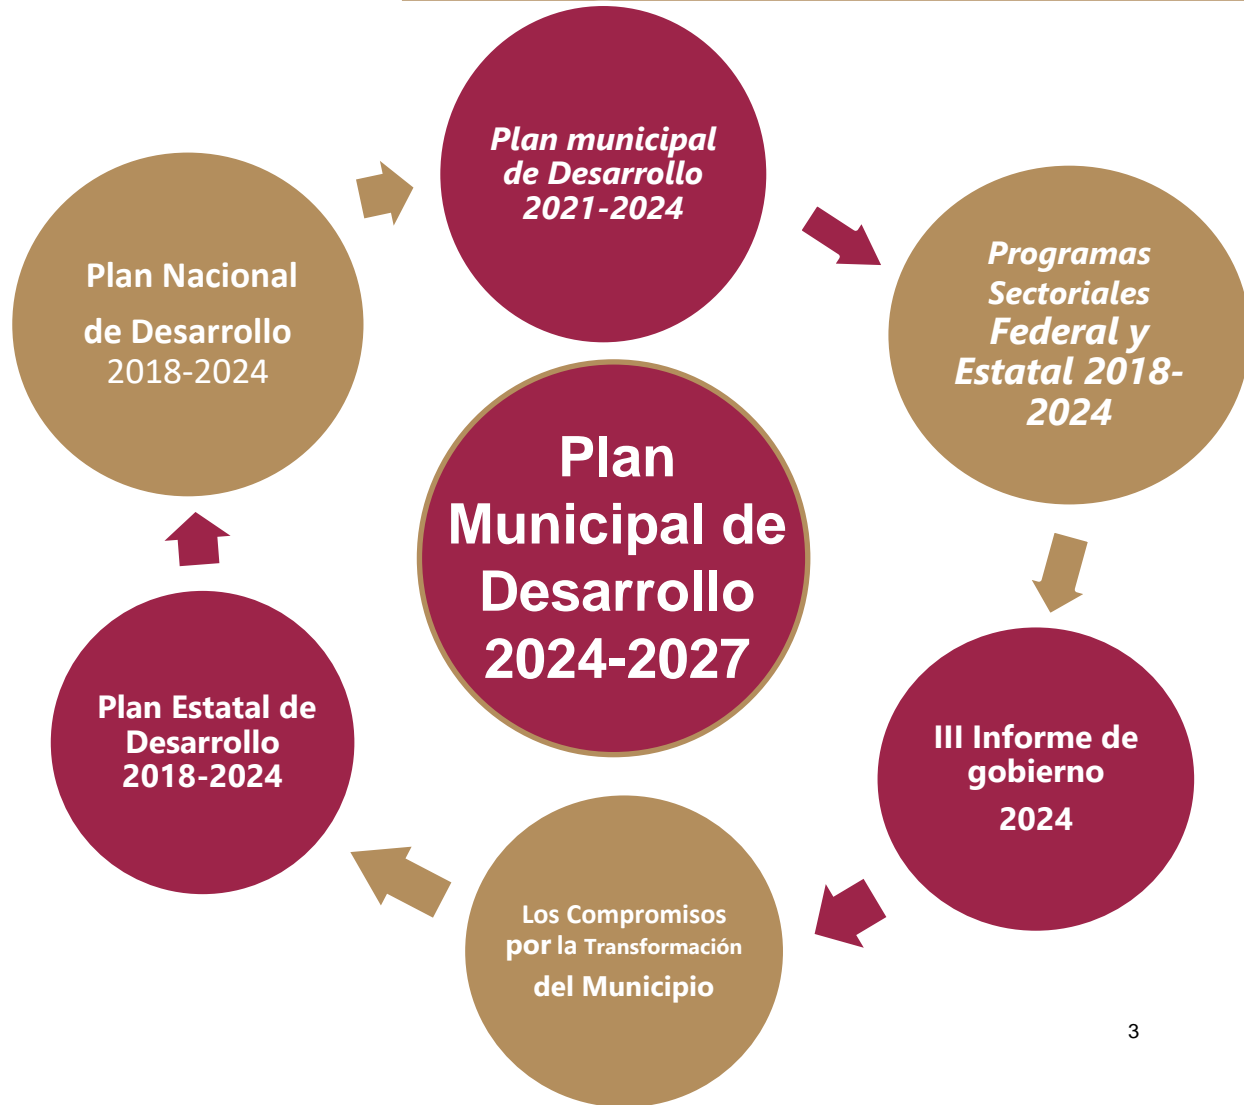 Plan municipal
de Desarrollo
2021-2024
Plan Nacional
de Desarrollo
2018-2024
Programas
Sectoriales
Federal y
Estatal 2018-
2024
Plan
Municipal de
Desarrollo
2024-2027
Plan Estatal de
Desarrollo
2018-2024
III Informe de
gobierno
2024
Los Compromisos
por la Transformación
del Municipio
3